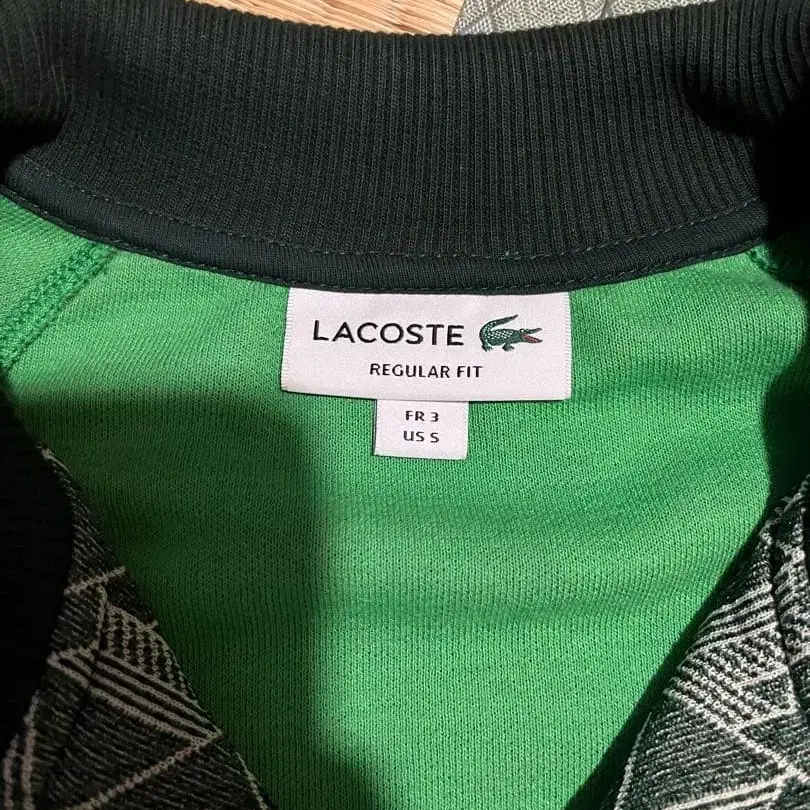 LACOSTE
REGULAR FIT
FR 3
US S